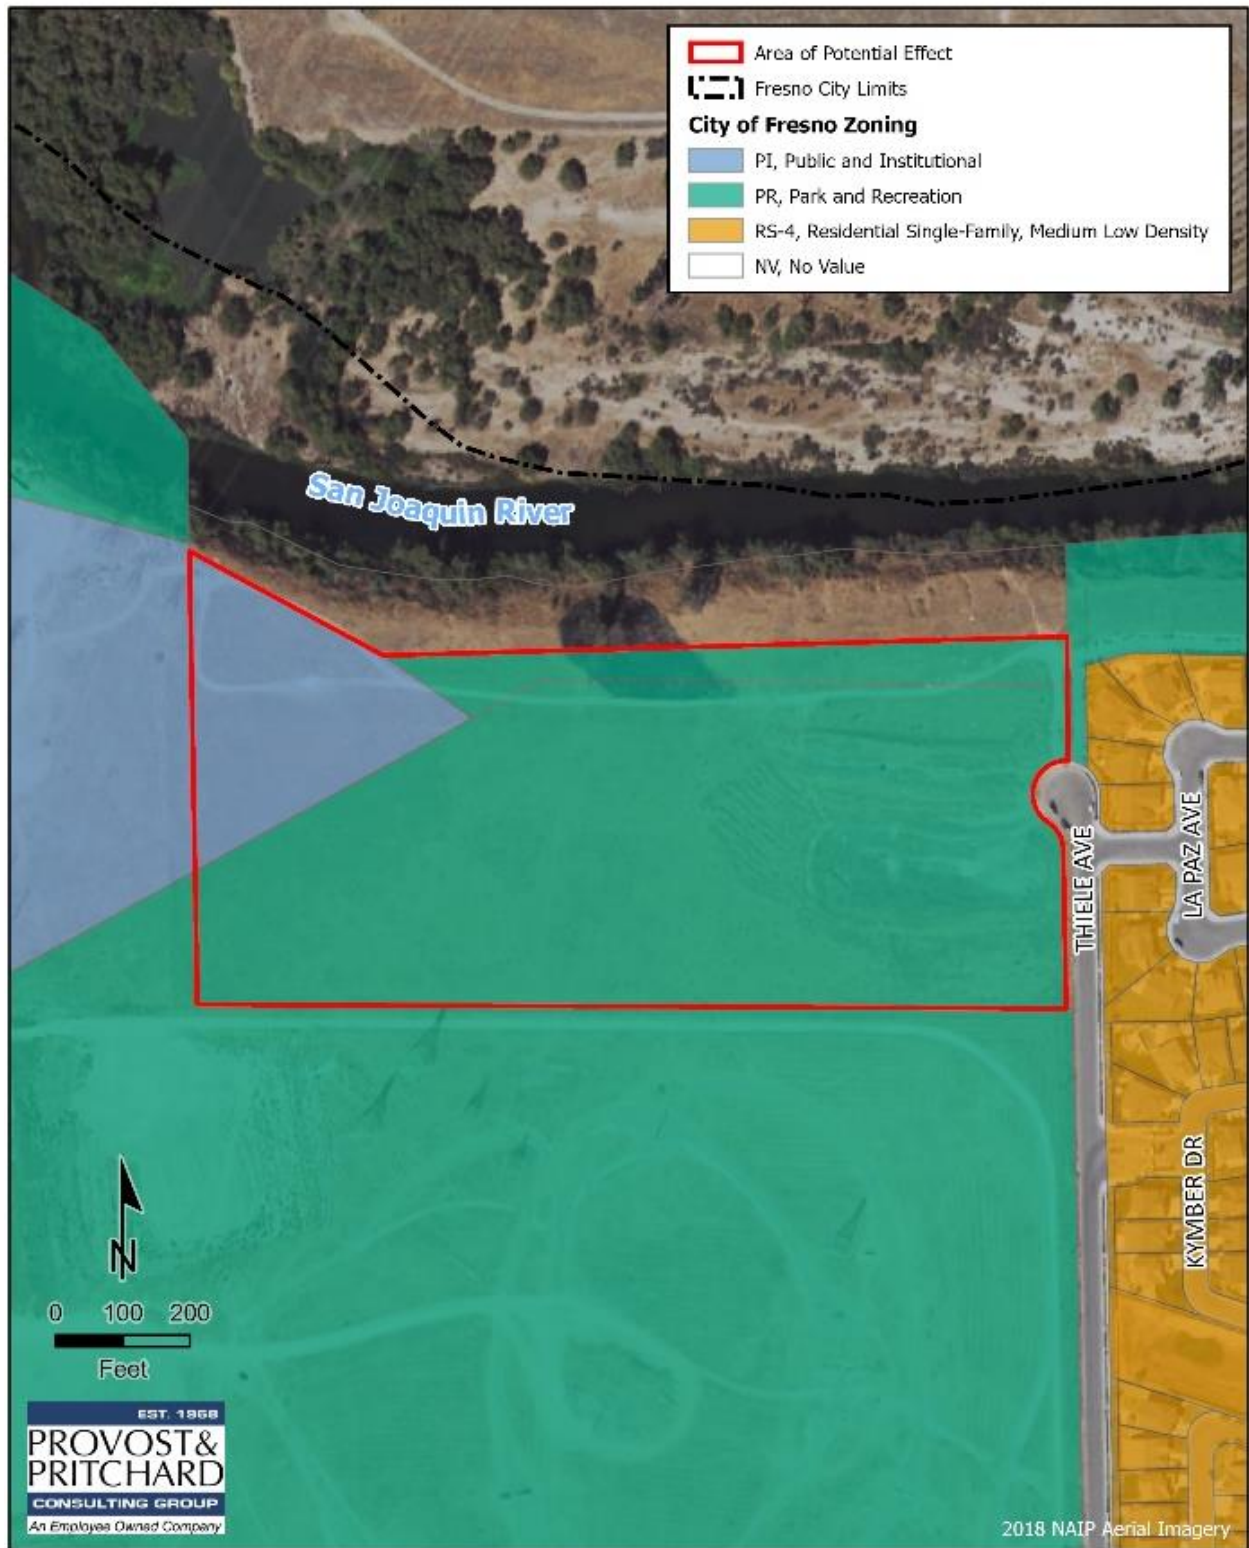 Area of Potential Effect
Fresno City Limits
City of Fresno Zoning
PI, Public and Institutional
PR, Park and Recreation
RS-4, Residential Single-Family, Medium Low Density
NV, No Value
San Joaquin River
THIELE AVE
LA PAZ AVE
KYMBER DR
N
0 100 200
Feet
EST. 1968
PROVOST&
PRITCHARD
CONSULTING GROUP
An Employee Owned Company
2018 NAIP Aerial Imagery